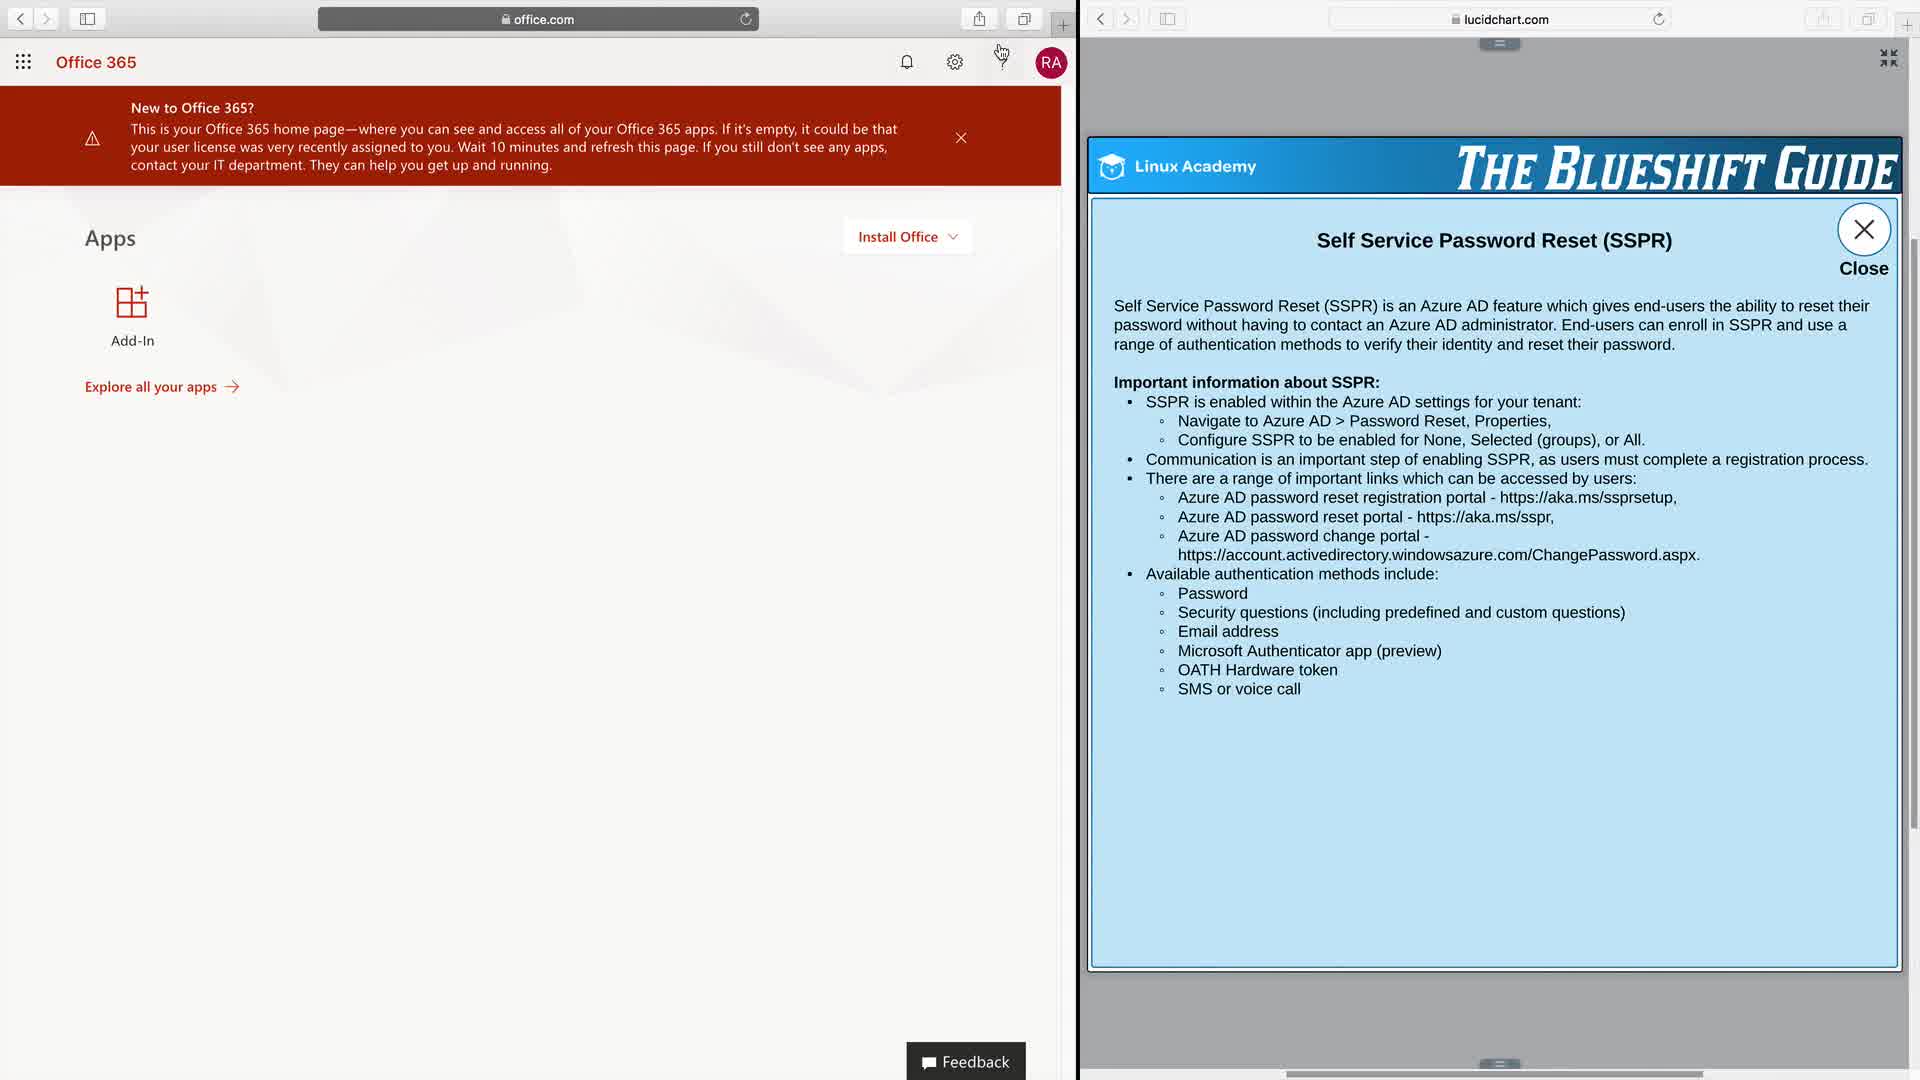 office.com
Office 365
RA
New to Office 365?
This is your Office 365 home page—where you can see and access all of your Office 365 apps. If it's empty, it could be that
your user license was very recently assigned to you. Wait 10 minutes and refresh this page. If you still don't see any apps,
contact your IT department. They can help you get up and running.
Apps
Install Office
Add-In
Explore all your apps
Feedback
lucidchart.com
Linux Academy
THE BLUESHIFT GUIDE
Self Service Password Reset (SSPR)
Close
Self Service Password Reset (SSPR) is an Azure AD feature which gives end-users the ability to reset their
password without having to contact an Azure AD administrator. End-users can enroll in SSPR and use a
range of authentication methods to verify their identity and reset their password.
Important information about SSPR:
• SSPR is enabled within the Azure AD settings for your tenant:
◦ Navigate to Azure AD > Password Reset, Properties,
◦ Configure SSPR to be enabled for None, Selected (groups), or All.
• Communication is an important step of enabling SSPR, as users must complete a registration process.
• There are a range of important links which can be accessed by users:
◦ Azure AD password reset registration portal - https://aka.ms/ssprsetup,
◦ Azure AD password reset portal - https://aka.ms/sspr,
◦ Azure AD password change portal -
https://account.activedirectory.windowsazure.com/ChangePassword.aspx.
• Available authentication methods include:
◦ Password
◦ Security questions (including predefined and custom questions)
◦ Email address
◦ Microsoft Authenticator app (preview)
◦ OATH Hardware token
◦ SMS or voice call